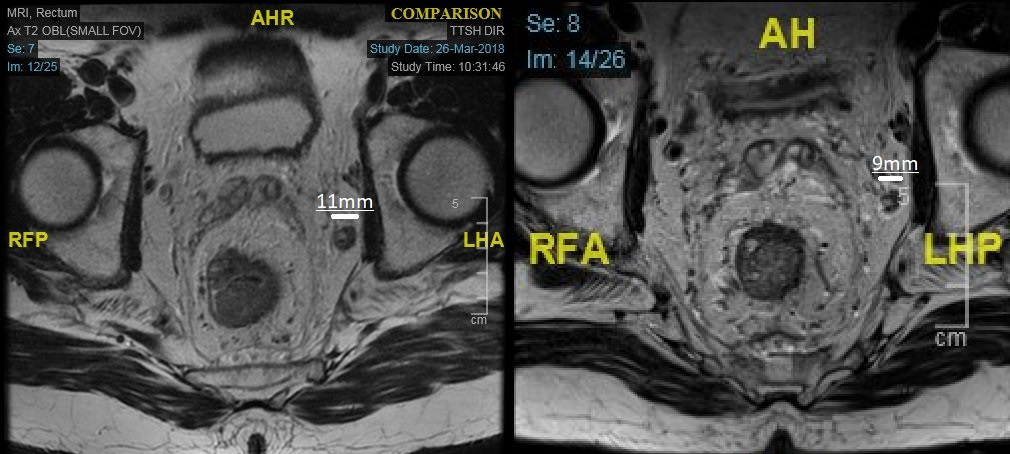 MRI, Rectum
Ax T2 OBL(SMALL FOV)
Se: 7
Im: 12/25
AHR
COMPARISON
TTSH DIR
Study Date: 26-Mar-2018
Study Time: 10:31:46
11mm
5
RFP
LHA
cm
Se: 8
Im: 14/26
AH
9mm
5
RFA
LHP
cm